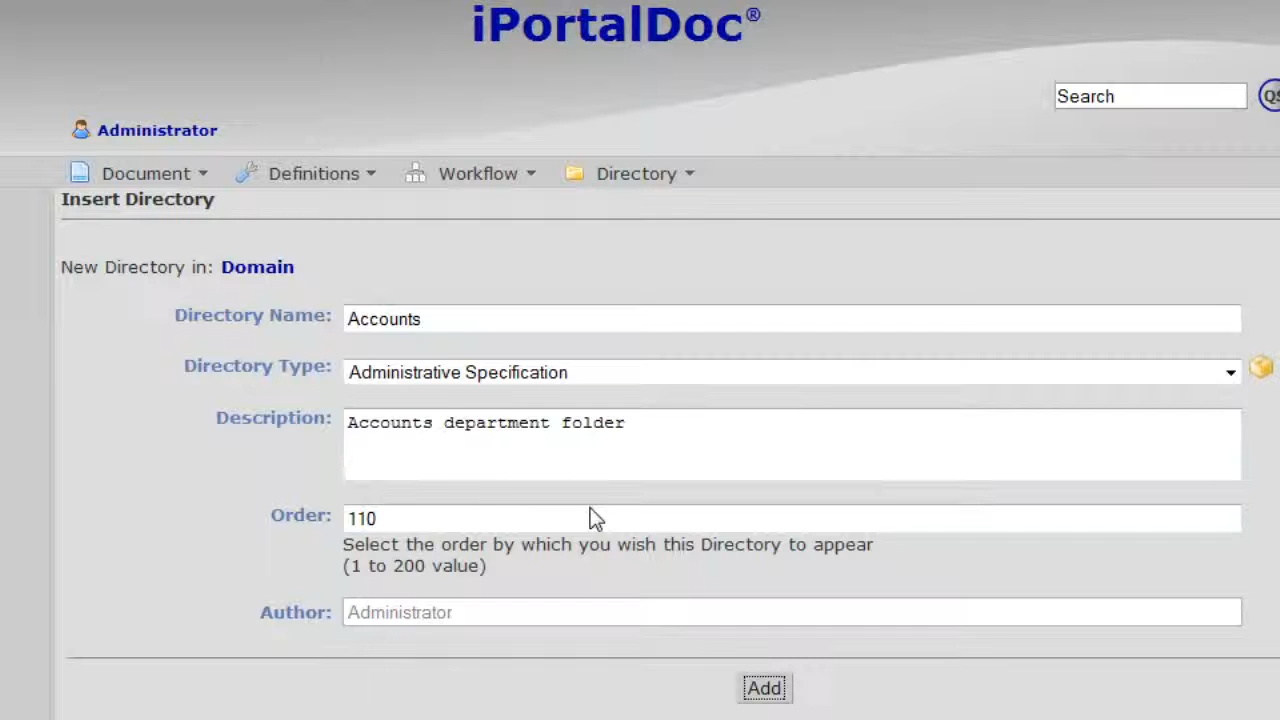 iPortalDoc®
Search
Administrator
Document Definitions Workflow Directory
Insert Directory
New Directory in: Domain
Directory Name: Accounts
Directory Type: Administrative Specification
Description: Accounts department folder
Order: 110
Select the order by which you wish this Directory to appear
(1 to 200 value)
Author: Administrator
Add